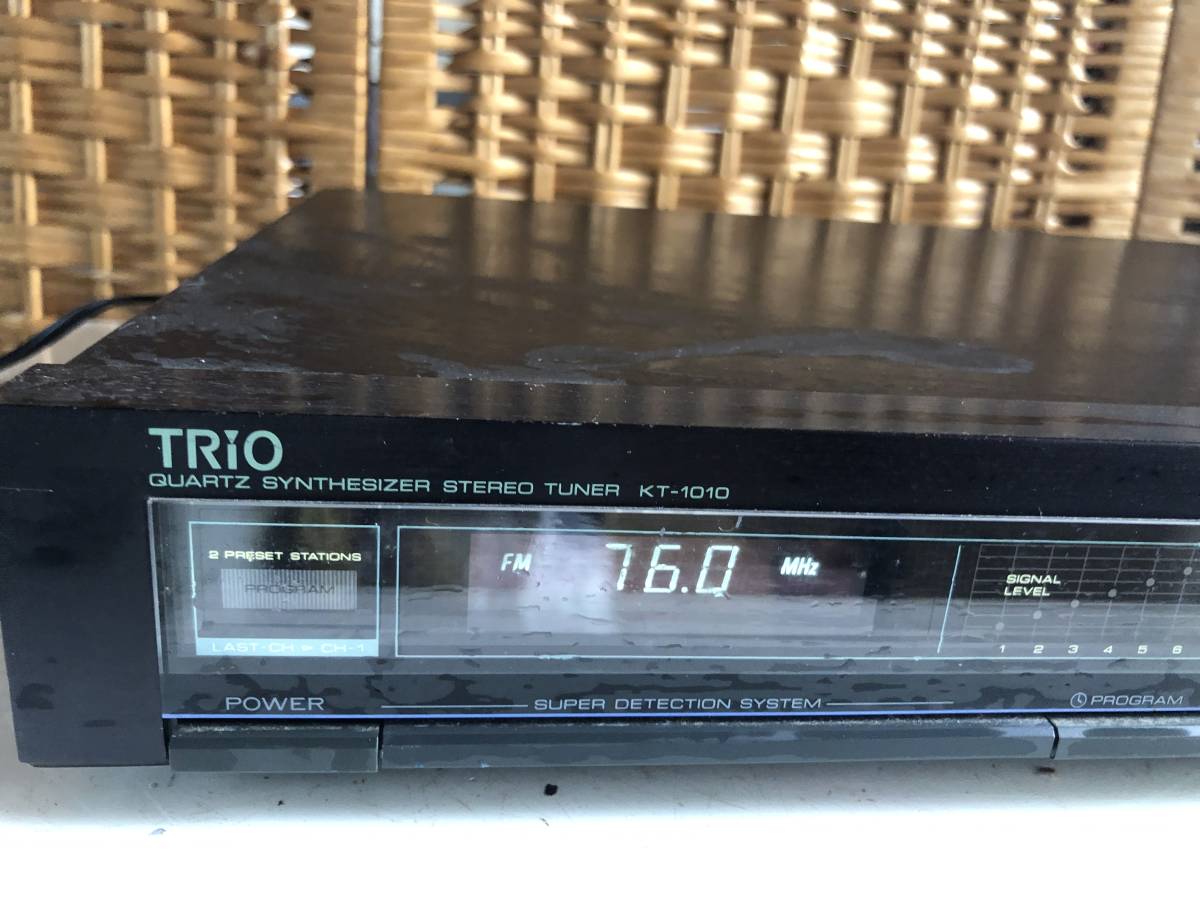 TRIO
QUARTZ SYNTHESIZER STEREO TUNER KT-1010
2 PRESET STATIONS
PROGRAM
LAST-CH ▶ CH-1
FM 76.0 MHz
SIGNAL
LEVEL
1 2 3 4 5 6
POWER
SUPER DETECTION SYSTEM
PROGRAM